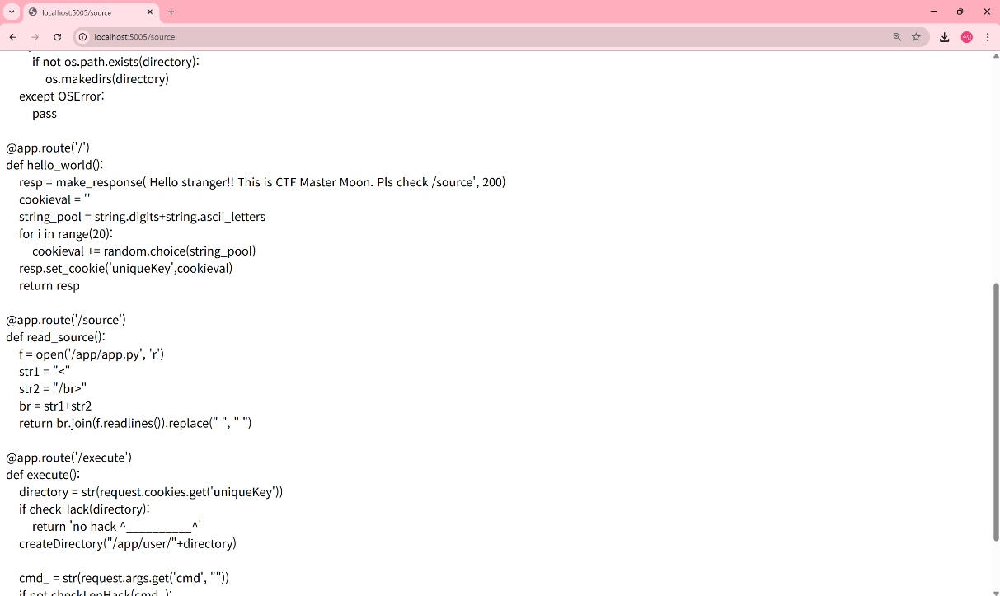 localhost:5005/source
localhost:5005/source
if not os.path.exists(directory):
os.makedirs(directory)
except OSError:
pass
@app.route('/')
def hello_world():
resp = make_response('Hello stranger!! This is CTF Master Moon. Pls check /source', 200)
cookieval = ''
string_pool = string.digits+string.ascii_letters
for i in range(20):
cookieval += random.choice(string_pool)
resp.set_cookie('uniqueKey',cookieval)
return resp
@app.route('/source')
def read_source():
f = open('/app/app.py', 'r')
str1 = "<"
str2 = "/br>"
br = str1+str2
return br.join(f.readlines()).replace(" ", " ")
@app.route('/execute')
def execute():
directory = str(request.cookies.get('uniqueKey'))
if checkHack(directory):
return 'no hack ^__________^'
createDirectory("/app/user/"+directory)
cmd_ = str(request.args.get('cmd', ""))
if not checkLenHack(cmd_):